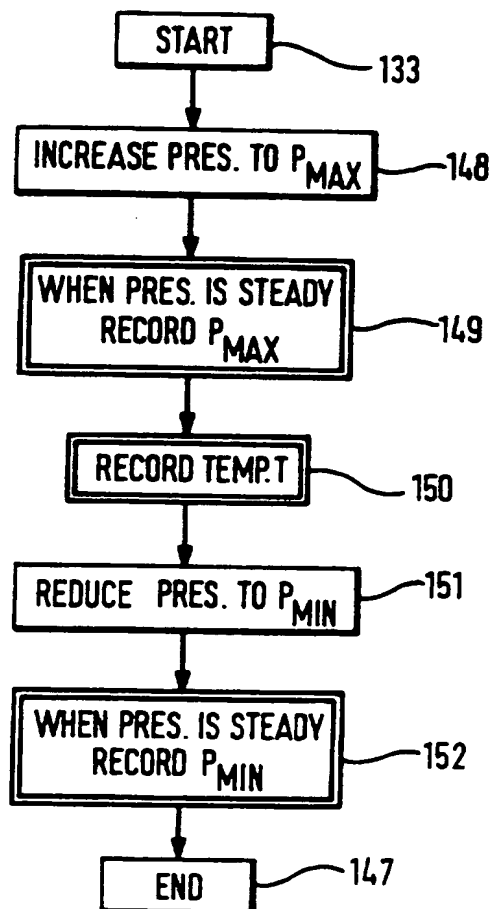 START
133
INCREASE PRES. TO PMAX
148
WHEN PRES. IS STEADY
RECORD PMAX
149
RECORD TEMP.T
150
REDUCE PRES. TO PMIN
151
WHEN PRES. IS STEADY
RECORD PMIN
152
END
147